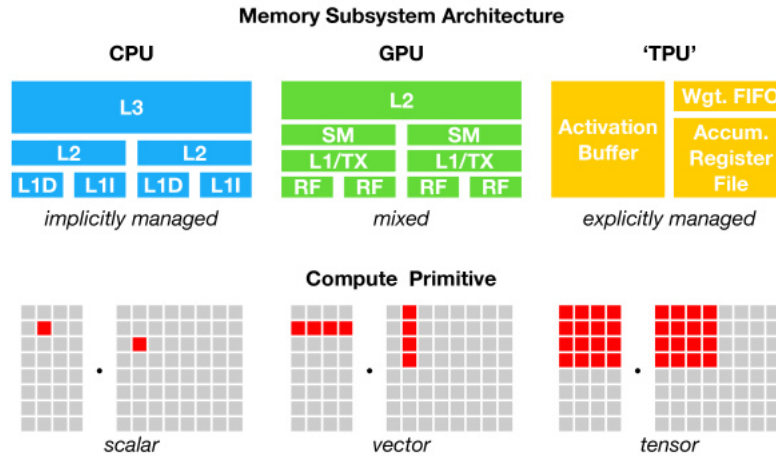 Memory Subsystem Architecture
CPU GPU ‘TPU’
L3
L2 L2
L1D L1I L1D L1I
implicitly managed
L2
SM SM
L1/TX L1/TX
RF RF RF RF
mixed
Activation
Buffer
Wgt. FIFO
Accum.
Register
File
explicitly managed
Compute Primitive
scalar vector tensor